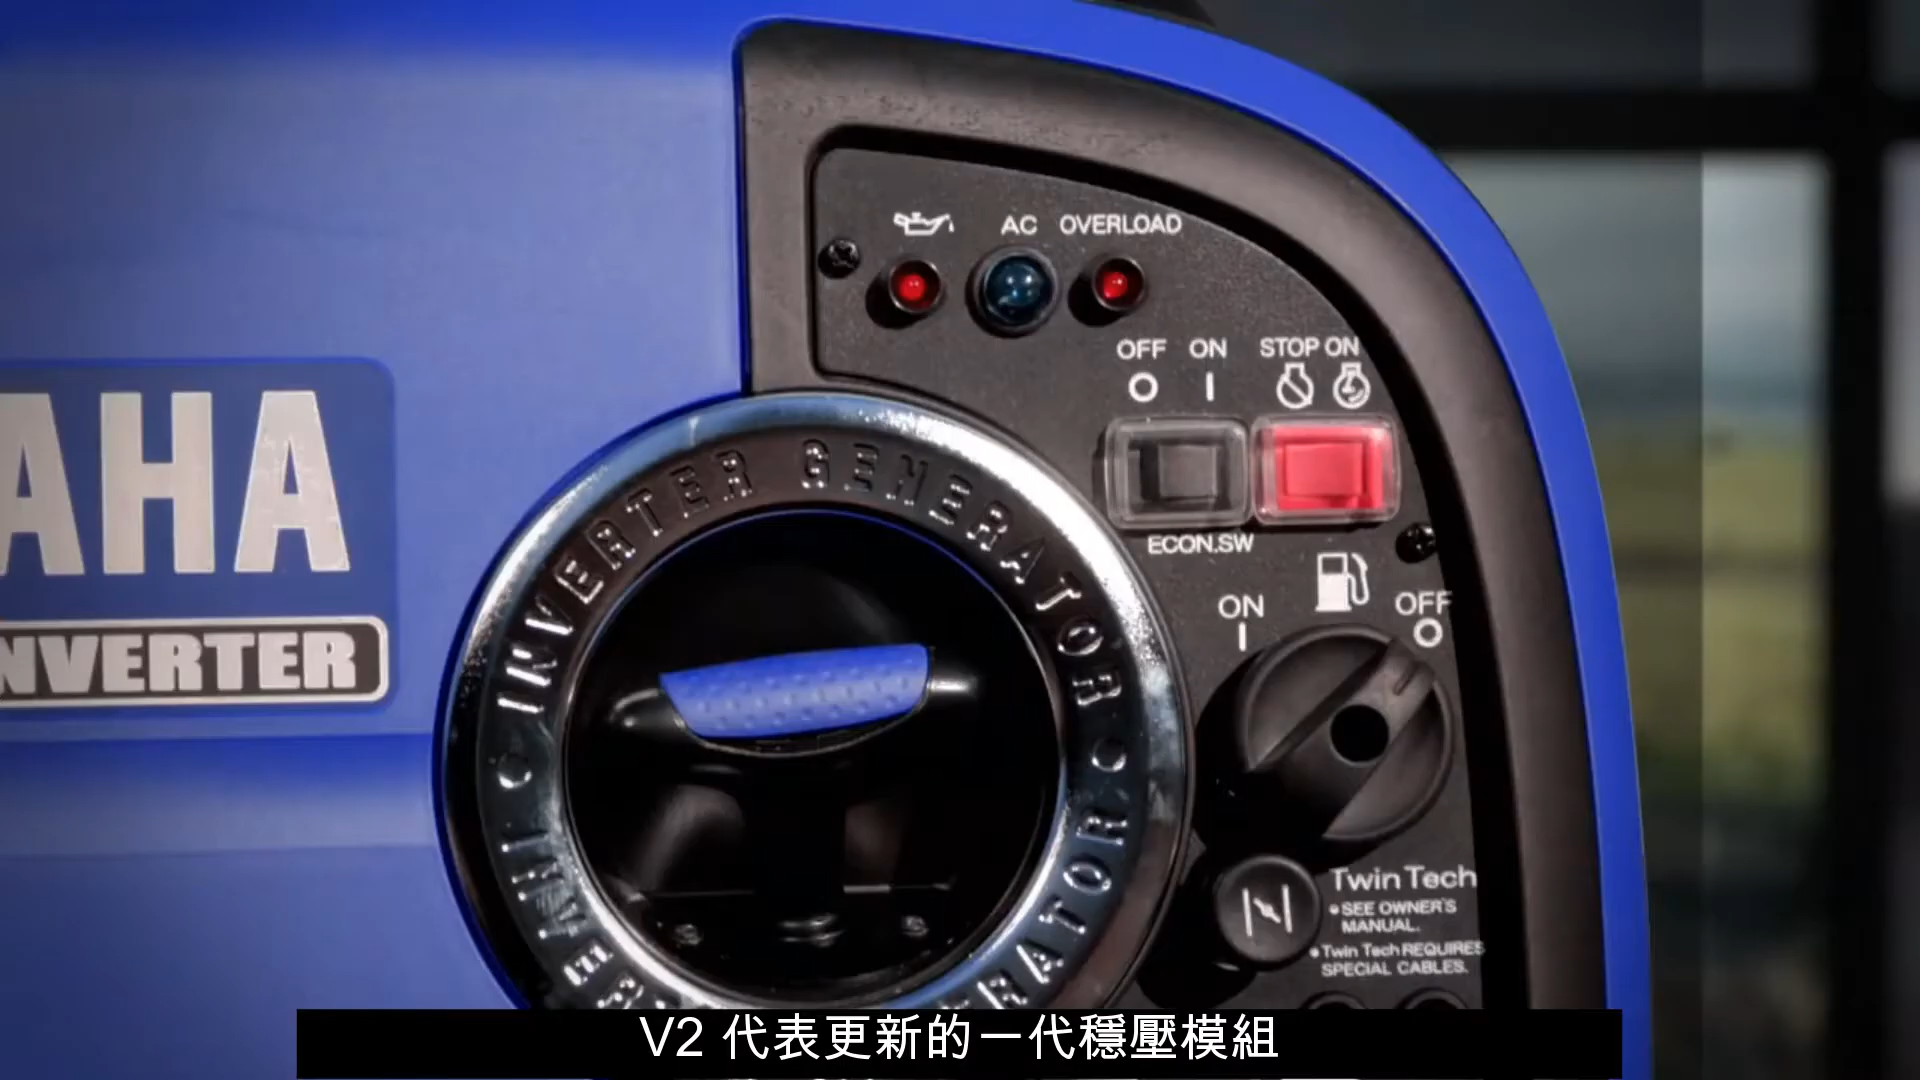 AC OVERLOAD
OFF ON STOP ON
AHA
INVERTER GENERATOR
ECON.SW
ON OFF
NVERTER
Twin Tech
SEE OWNER'S
MANUAL.
Twin Tech REQUIRES
SPECIAL CABLES.
V2 代表更新的一代穩壓模組